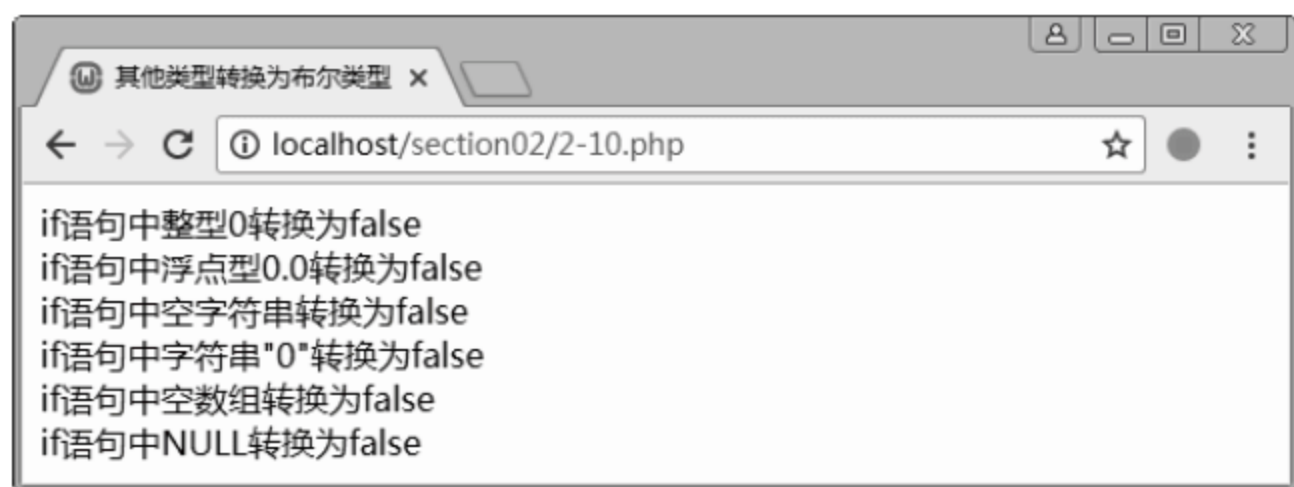 其他类型转换为布尔类型
localhost/section02/2-10.php
if语句中整型0转换为false
if语句中浮点型0.0转换为false
if语句中空字符串转换为false
if语句中字符串"0"转换为false
if语句中空数组转换为false
if语句中NULL转换为false